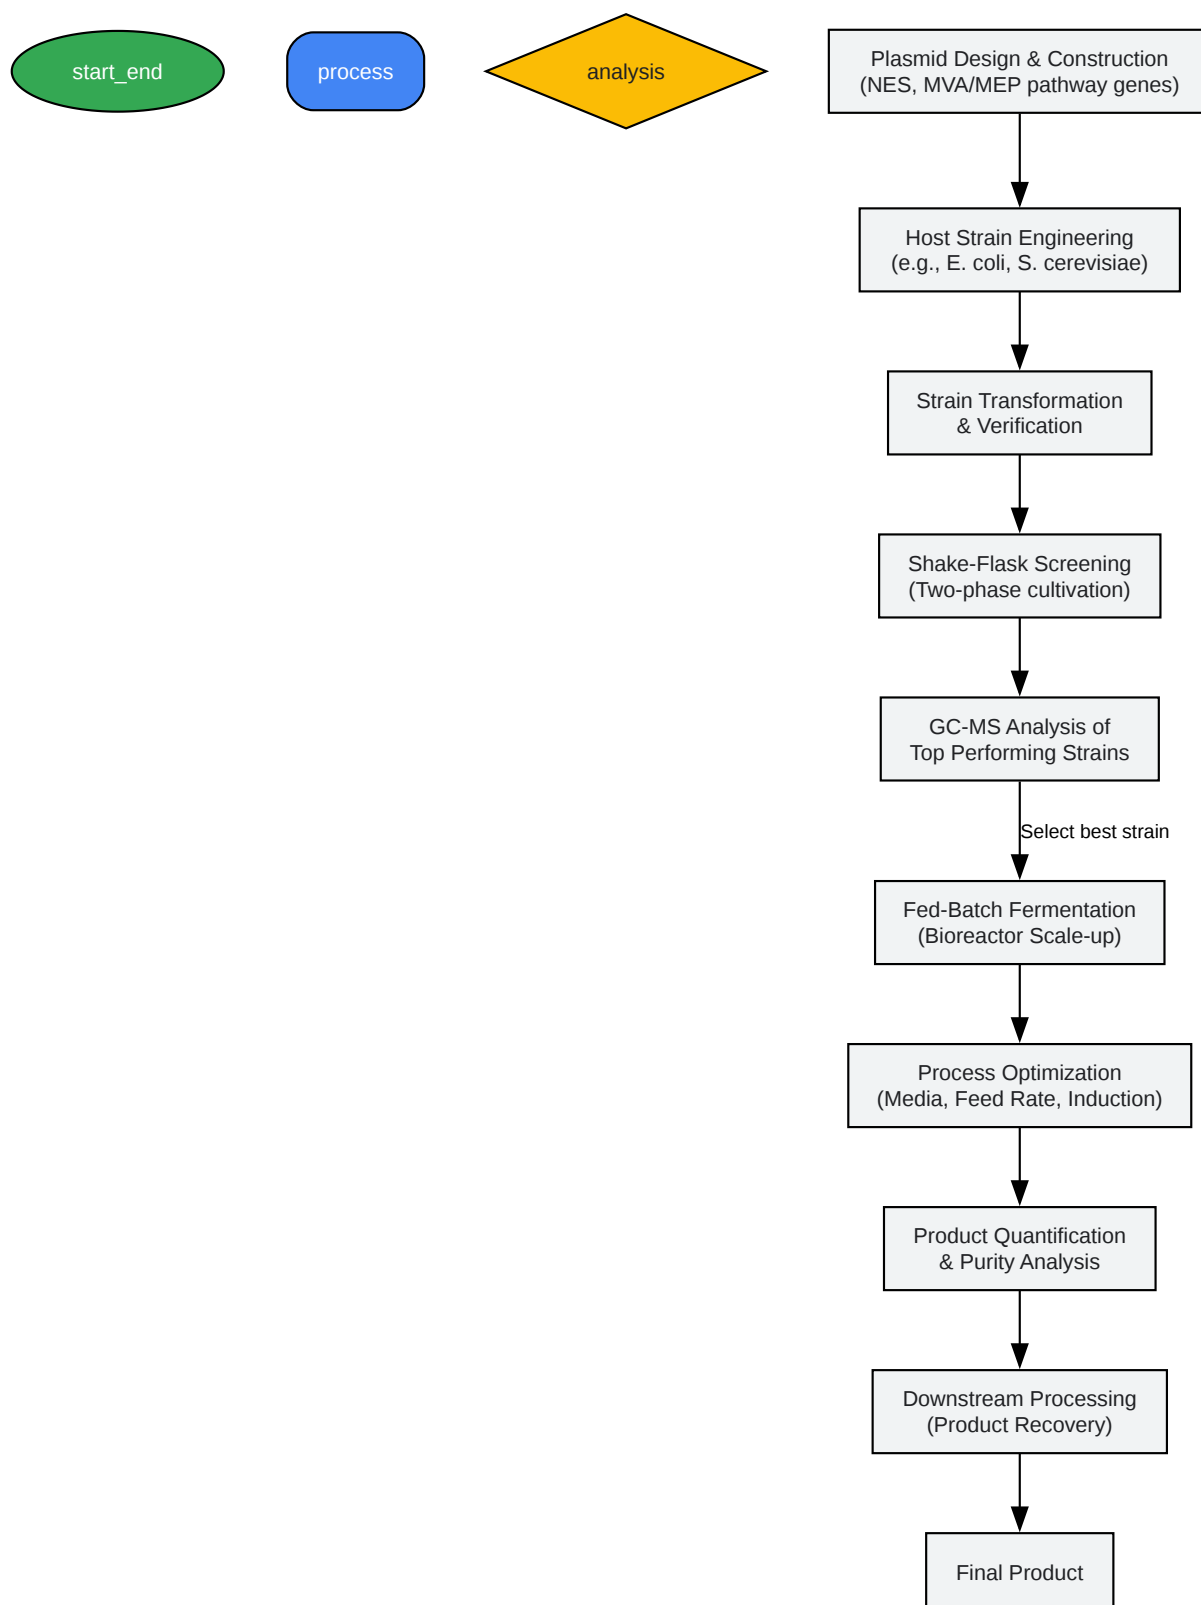 start_end
process
analysis
Plasmid Design & Construction
(NES, MVA/MEP pathway genes)
Host Strain Engineering
(e.g., E. coli, S. cerevisiae)
Strain Transformation
& Verification
Shake-Flask Screening
(Two-phase cultivation)
GC-MS Analysis of
Top Performing Strains
Select best strain
Fed-Batch Fermentation
(Bioreactor Scale-up)
Process Optimization
(Media, Feed Rate, Induction)
Product Quantification
& Purity Analysis
Downstream Processing
(Product Recovery)
Final Product